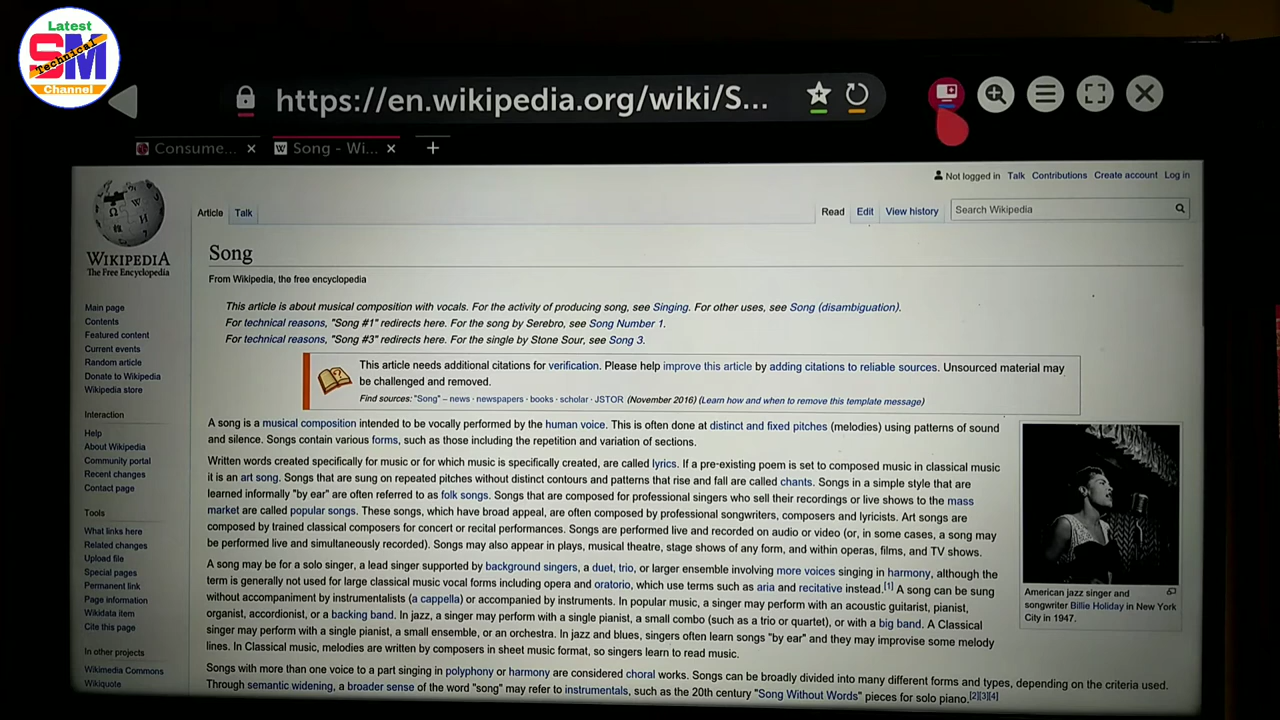 Latest
SM
Technical
Channel
https://en.wikipedia.org/wiki/S...
Consume... ×
Song - Wi... ×
+
Not logged in Talk Contributions Create account Log in
Article Talk
Read Edit View history Search Wikipedia
WIKIPEDIA
The Free Encyclopedia
Song
From Wikipedia, the free encyclopedia
This article is about musical composition with vocals. For the activity of producing song, see Singing. For other uses, see Song (disambiguation).
For technical reasons, "Song #1" redirects here. For the song by Serebro, see Song Number 1.
For technical reasons, "Song #3" redirects here. For the single by Stone Sour, see Song 3.
This article needs additional citations for verification. Please help improve this article by adding citations to reliable sources. Unsourced material may
be challenged and removed.
Find sources: "Song" – news · newspapers · books · scholar · JSTOR (November 2016) (Learn how and when to remove this template message)
Main page
Contents
Featured content
Current events
Random article
Donate to Wikipedia
Wikipedia store
Interaction
Help
About Wikipedia
Community portal
Recent changes
Contact page
Tools
What links here
Related changes
Upload file
Special pages
Permanent link
Page information
Wikidata item
Cite this page
In other projects
Wikimedia Commons
Wikiquote
A song is a musical composition intended to be vocally performed by the human voice. This is often done at distinct and fixed pitches (melodies) using patterns of sound
and silence. Songs contain various forms, such as those including the repetition and variation of sections.
Written words created specifically for music or for which music is specifically created, are called lyrics. If a pre-existing poem is set to composed music in classical music
it is an art song. Songs that are sung on repeated pitches without distinct contours and patterns that rise and fall are called chants. Songs in a simple style that are
learned informally "by ear" are often referred to as folk songs. Songs that are composed for professional singers who sell their recordings or live shows to the mass
market are called popular songs. These songs, which have broad appeal, are often composed by professional songwriters, composers and lyricists. Art songs are
composed by trained classical composers for concert or recital performances. Songs are performed live and recorded on audio or video (or, in some cases, a song may
be performed live and simultaneously recorded). Songs may also appear in plays, musical theatre, stage shows of any form, and within operas, films, and TV shows.
A song may be for a solo singer, a lead singer supported by background singers, a duet, trio, or larger ensemble involving more voices singing in harmony, although the
term is generally not used for large classical music vocal forms including opera and oratorio, which use terms such as aria and recitative instead.[1] A song can be sung
without accompaniment by instrumentalists (a cappella) or accompanied by instruments. In popular music, a singer may perform with an acoustic guitarist, pianist,
organist, accordionist, or a backing band. In jazz, a singer may perform with a single pianist, a small combo (such as a trio or quartet), or with a big band. A Classical
singer may perform with a single pianist, a small ensemble, or an orchestra. In jazz and blues, singers often learn songs "by ear" and they may improvise some melody
lines. In Classical music, melodies are written by composers in sheet music format, so singers learn to read music.
Songs with more than one voice to a part singing in polyphony or harmony are considered choral works. Songs can be broadly divided into many different forms and types, depending on the criteria used.
Through semantic widening, a broader sense of the word "song" may refer to instrumentals, such as the 20th century "Song Without Words" pieces for solo piano.[2][3][4]
American jazz singer and
songwriter Billie Holiday in New York
City in 1947.